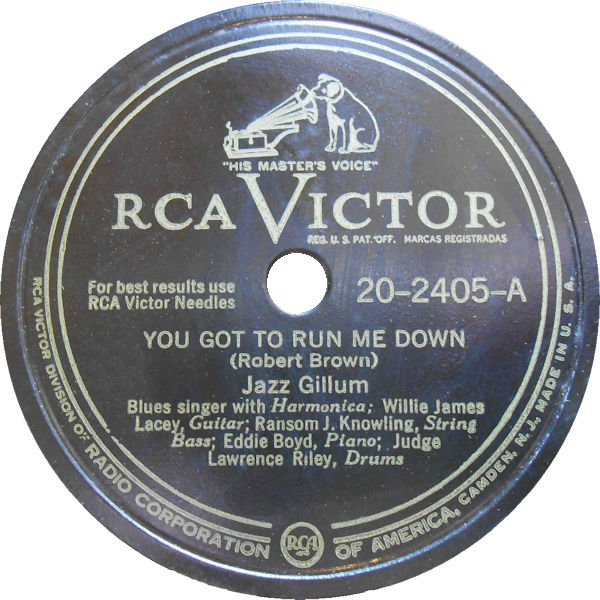 "HIS MASTER'S VOICE"
RCA VICTOR
REG. U. S. PAT. OFF. MARCAS REGISTRADAS
For best results use
RCA Victor Needles
20-2405-A
YOU GOT TO RUN ME DOWN
(Robert Brown)
Jazz Gillum
Blues singer with Harmonica; Willie James
Lacey, Guitar; Ransom J. Knowling, String
Bass; Eddie Boyd, Piano; Judge
Lawrence Riley, Drums
RCA VICTOR DIVISION OF RADIO CORPORATION OF AMERICA, CAMDEN, N. J., MADE IN U. S. A.
RCA